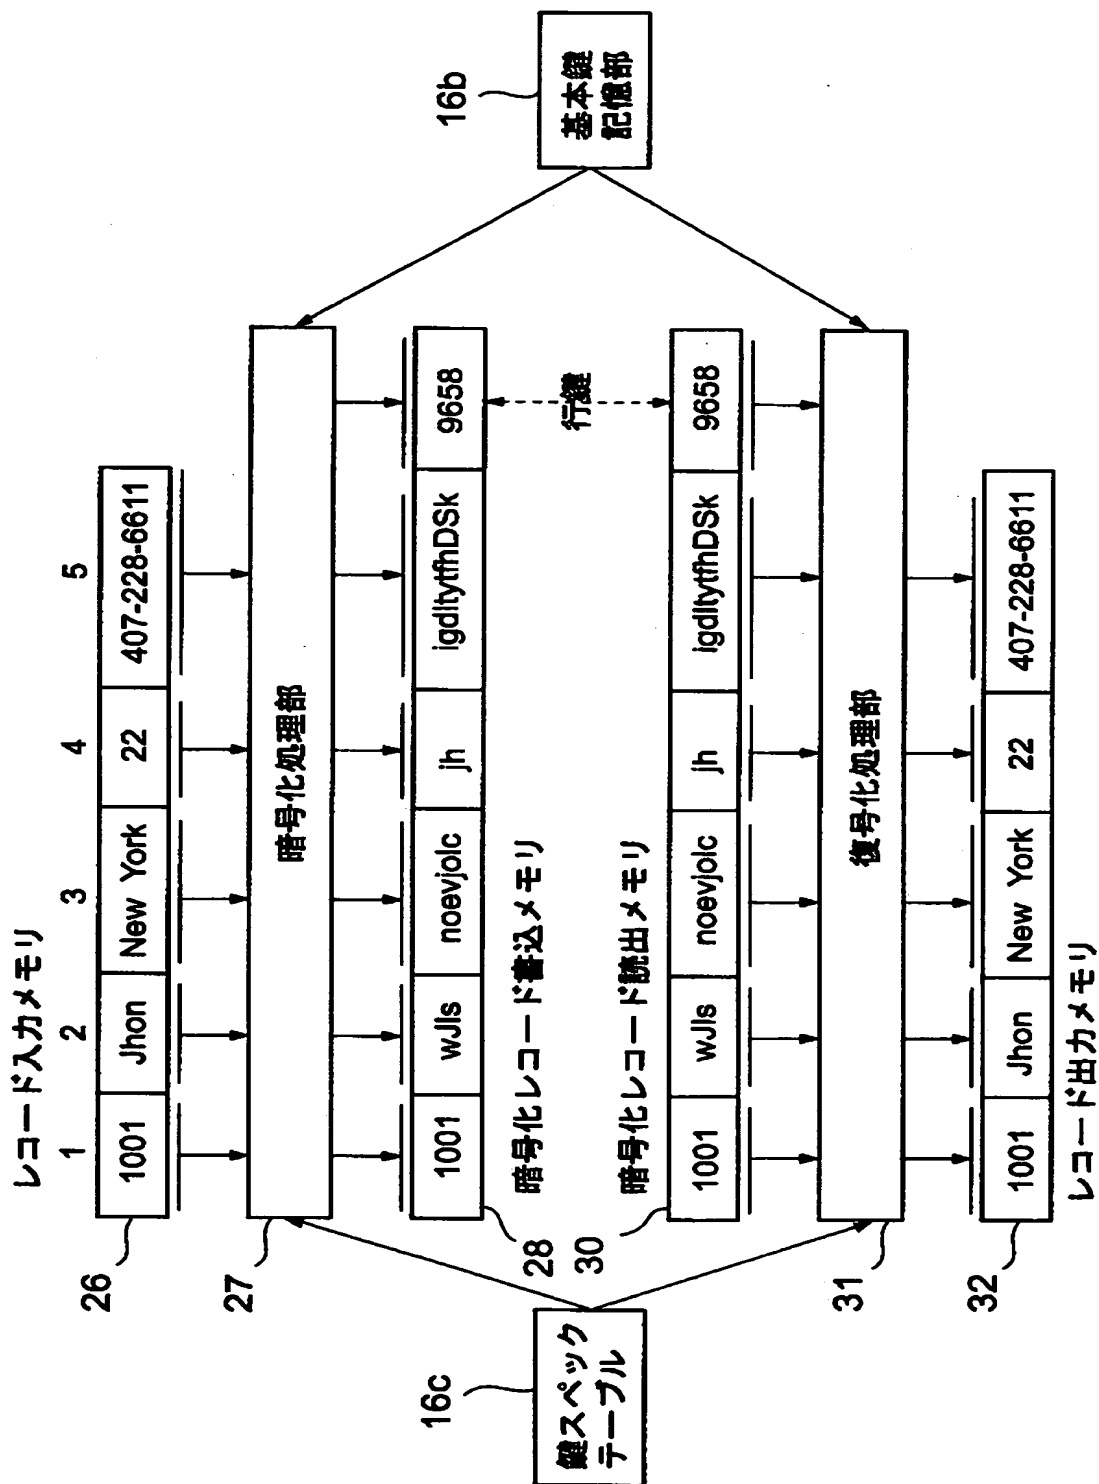 レコード入力メモリ
1 2 3 4 5
26
1001 Jhon New York 22 407-228-6611
27
暗号化処理部
28
1001 wJls noevjolc jh igdltytfhDSk 9658
暗号化レコード書込メモリ
16c
鍵スペック
テーブル
行鍵
16b
基本鍵
記憶部
暗号化レコード読出メモリ
30
1001 wJls noevjolc jh igdltytfhDSk 9658
31
復号化処理部
32
1001 Jhon New York 22 407-228-6611
レコード出力メモリ